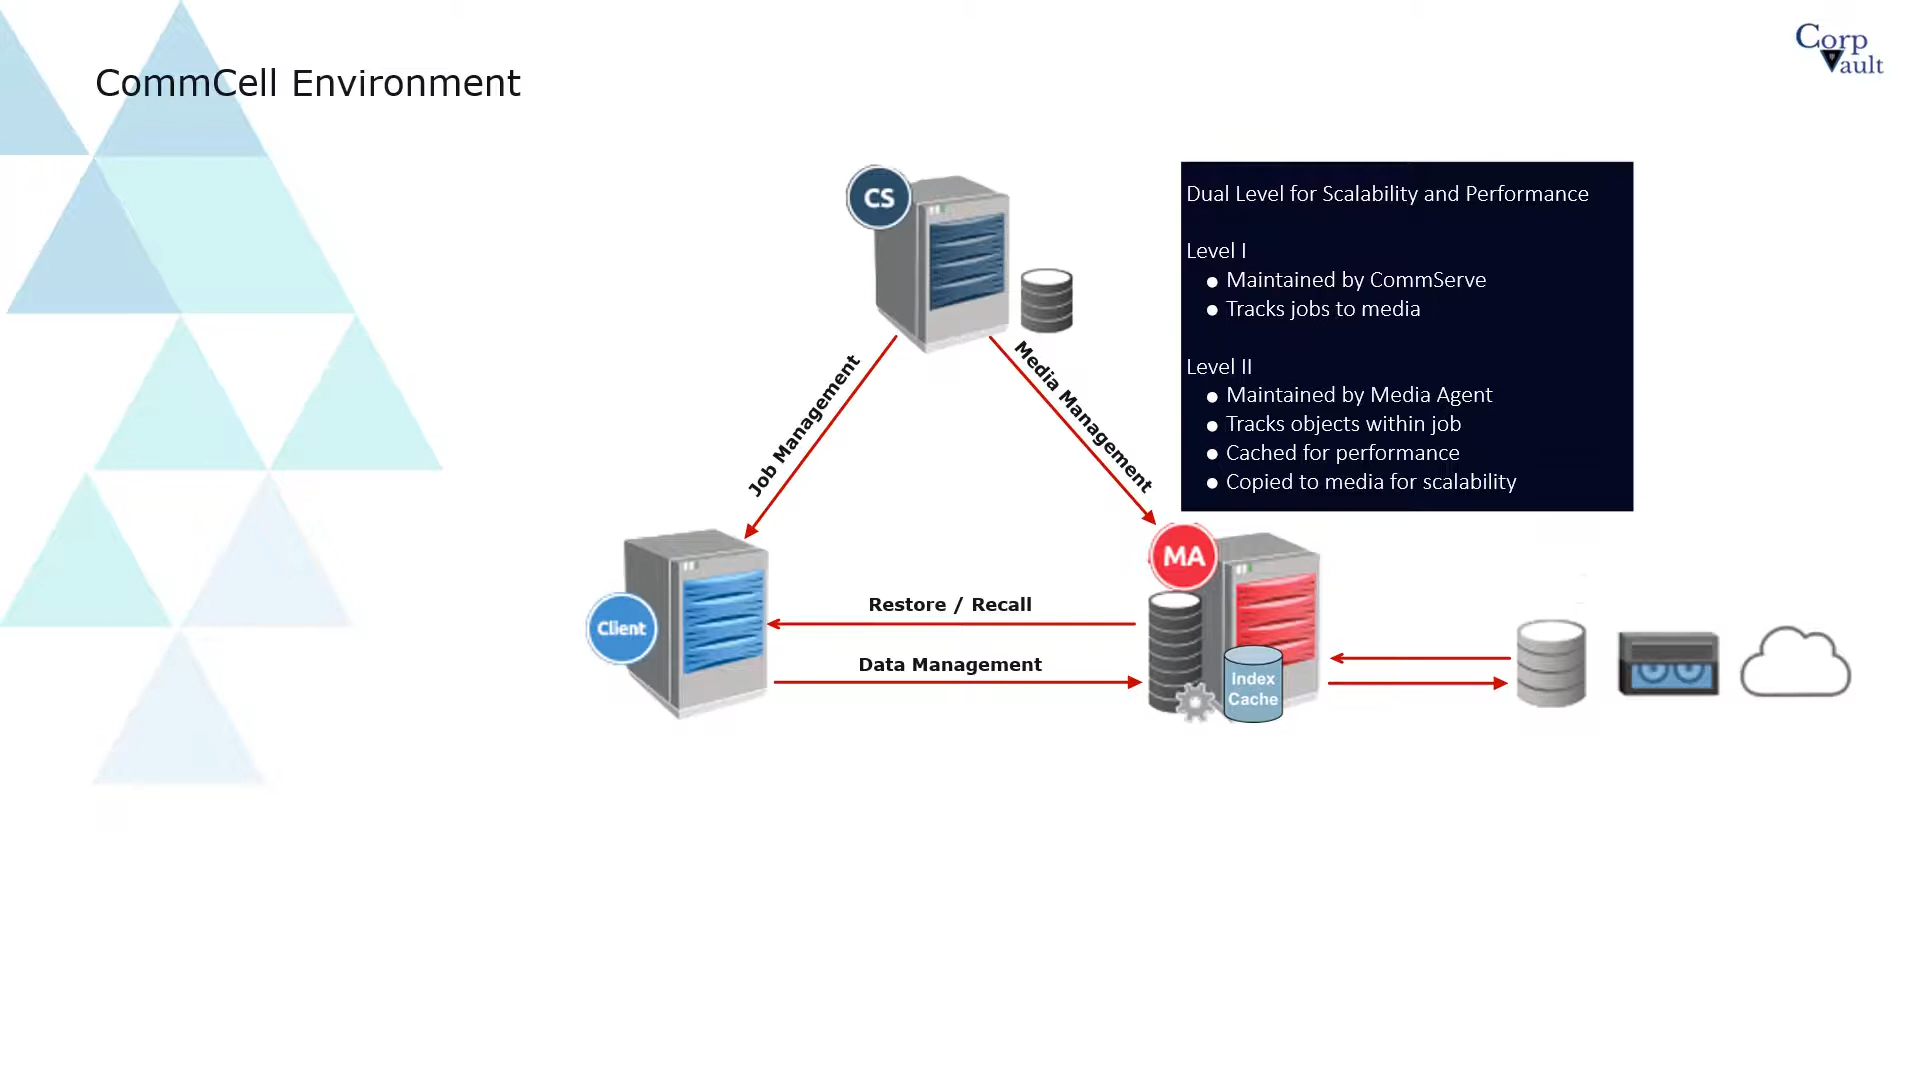 CommCell Environment
Corp
Vault
CS
Dual Level for Scalability and Performance
Level I
● Maintained by CommServe
● Tracks jobs to media
Level II
● Maintained by Media Agent
● Tracks objects within job
● Cached for performance
● Copied to media for scalability
Job Management
Media Management
MA
Client
Restore / Recall
Data Management
Index
Cache